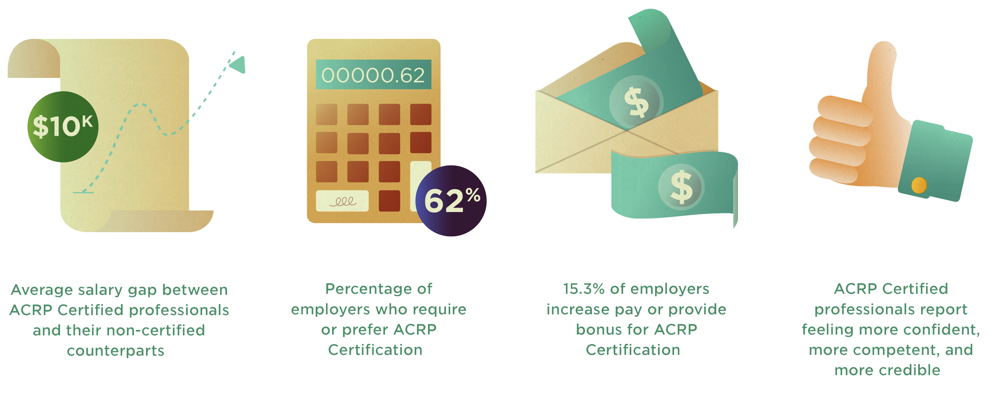 $10K
Average salary gap between
ACRP Certified professionals
and their non-certified
counterparts
00000.62
62%
Percentage of
employers who require
or prefer ACRP
Certification
$
$
15.3% of employers
increase pay or provide
bonus for ACRP
Certification
ACRP Certified
professionals report
feeling more confident,
more competent, and
more credible